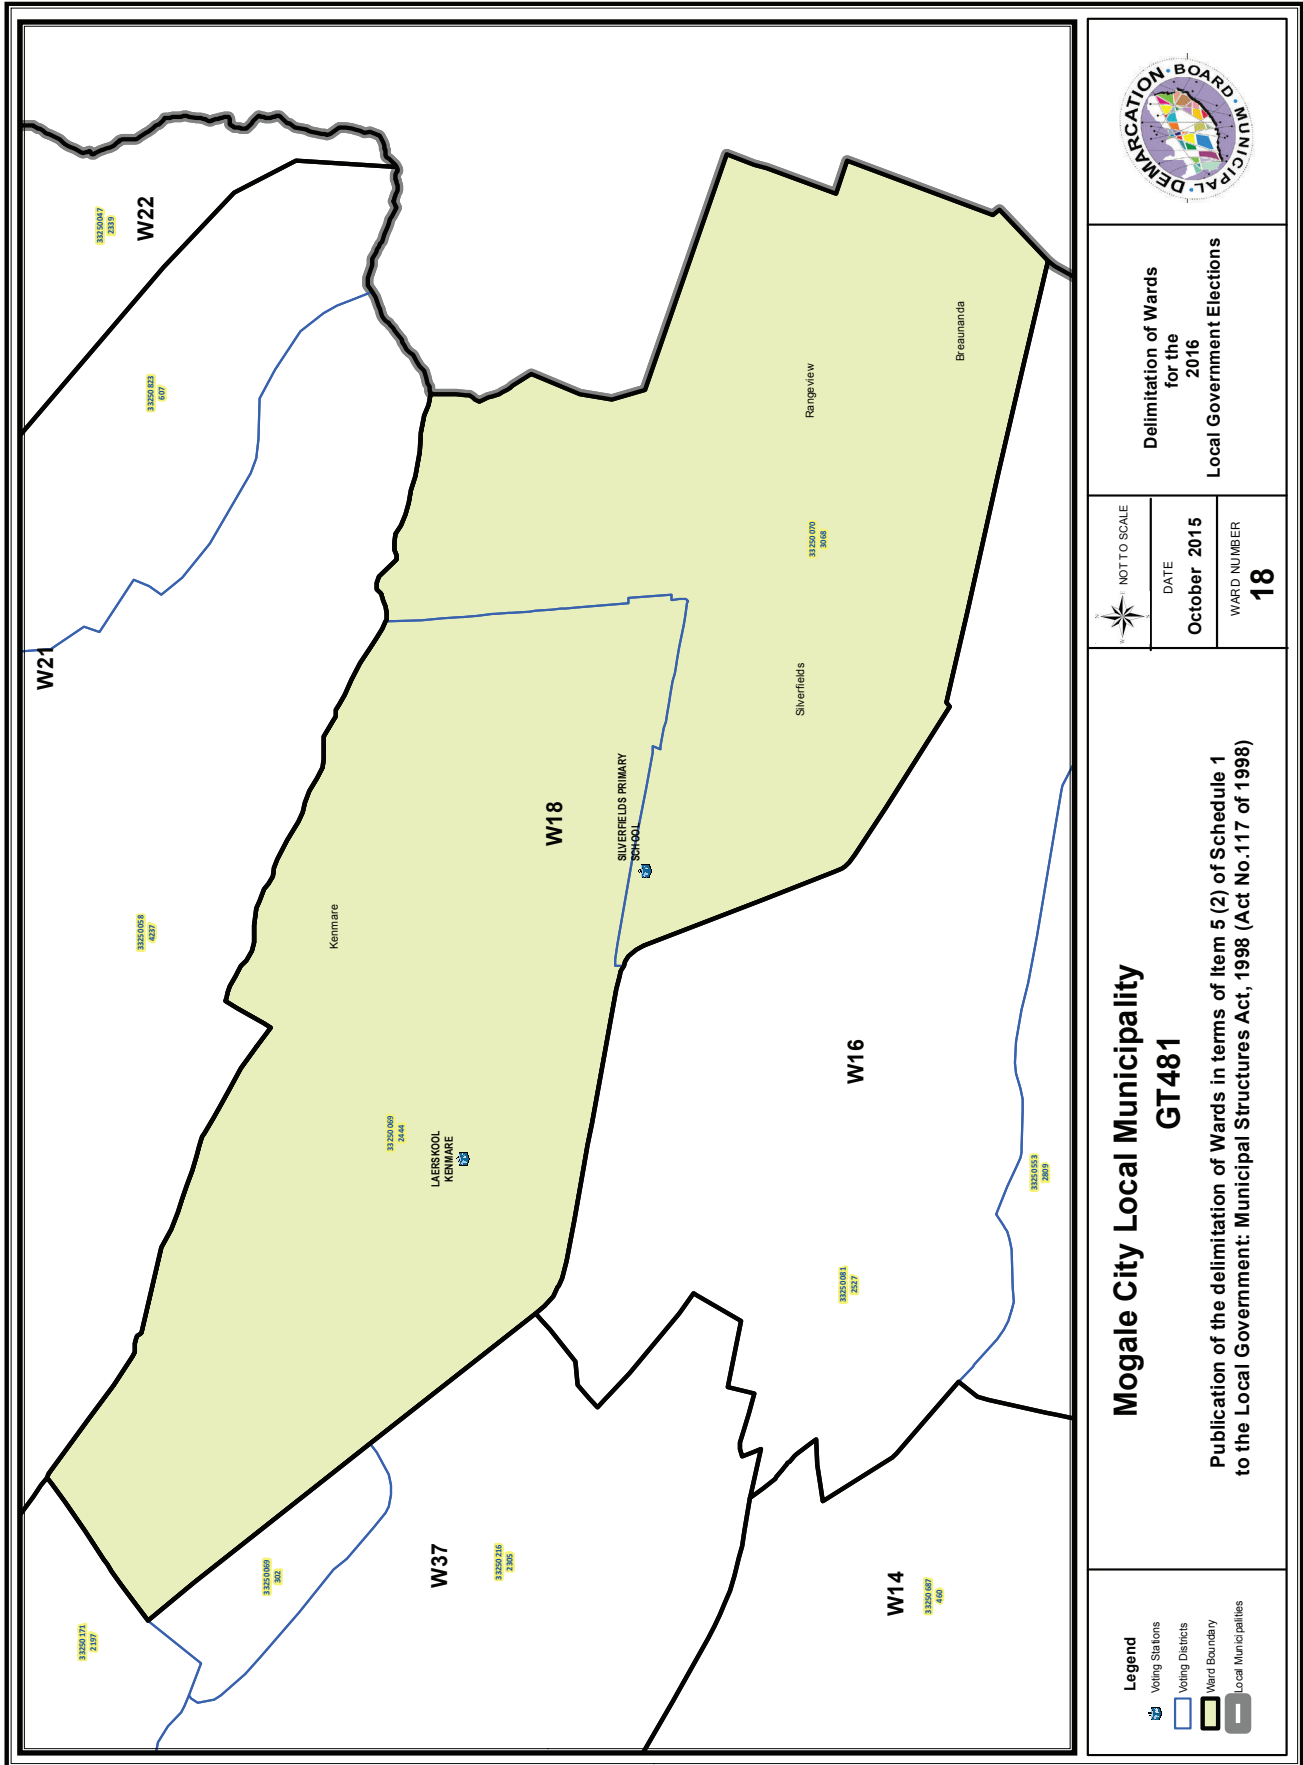 W22
33250047
2339
33250823
607
W21
33250058
4237
Kenmare
33250069
2444
LAERSKOOL
KENMARE
W18
SILVERFIELDS PRIMARY
SCHOOL
Silverfields
33250070
3068
Rangeview
Breaunanda
W16
33250081
2527
33250553
2809
W37
33250216
2305
33250069
302
33250171
2197
W14
33250687
460
Legend
Voting Stations
Voting Districts
Ward Boundary
Local Municipalities
Mogale City Local Municipality
GT481
Publication of the delimitation of Wards in terms of Item 5 (2) of Schedule 1
to the Local Government: Municipal Structures Act, 1998 (Act No.117 of 1998)
NOT TO SCALE
DATE
October 2015
WARD NUMBER
18
Delimitation of Wards
for the
2016
Local Government Elections
MUNICIPAL · DEMARCATION · BOARD ·